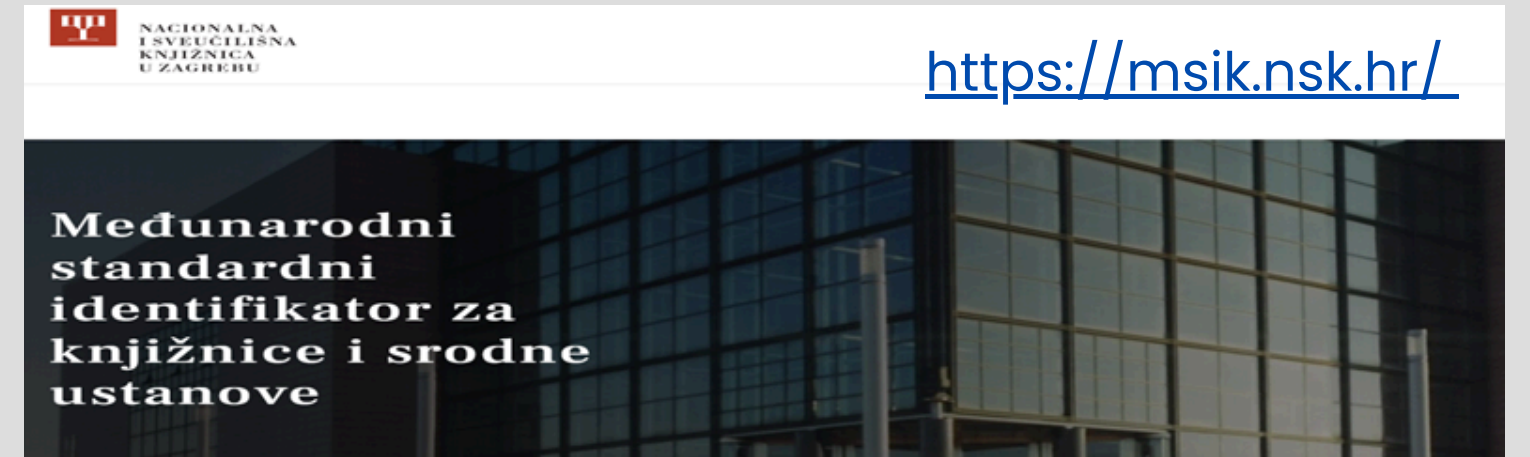 NACIONALNA
I SVEUČILIŠNA
KNJIŽNICA
U ZAGREBU
https://msik.nsk.hr/
Međunarodni
standardni
identifikator za
knjižnice i srodne
ustanove